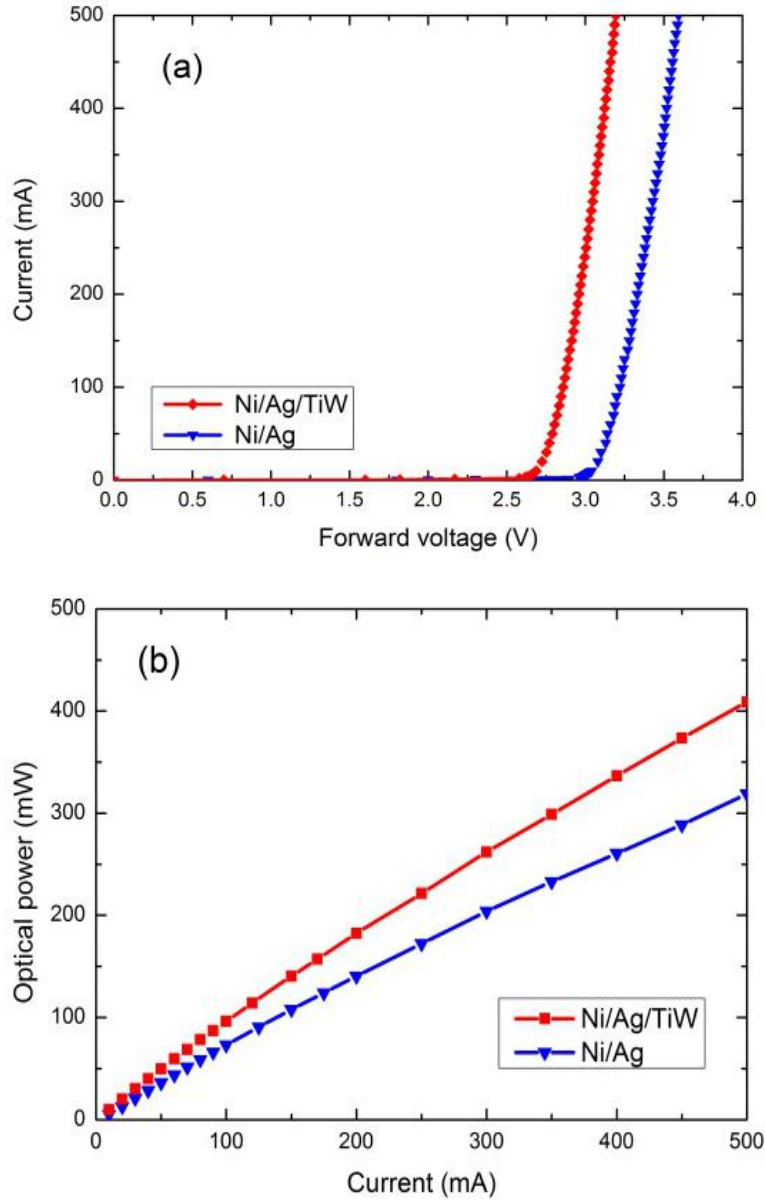 (a)
Current (mA)
500
400
300
200
100
0
Ni/Ag/TiW
Ni/Ag
0.0 0.5 1.0 1.5 2.0 2.5 3.0 3.5 4.0
Forward voltage (V)
(b)
Optical power (mW)
500
400
300
200
100
0
Ni/Ag/TiW
Ni/Ag
0 100 200 300 400 500
Current (mA)